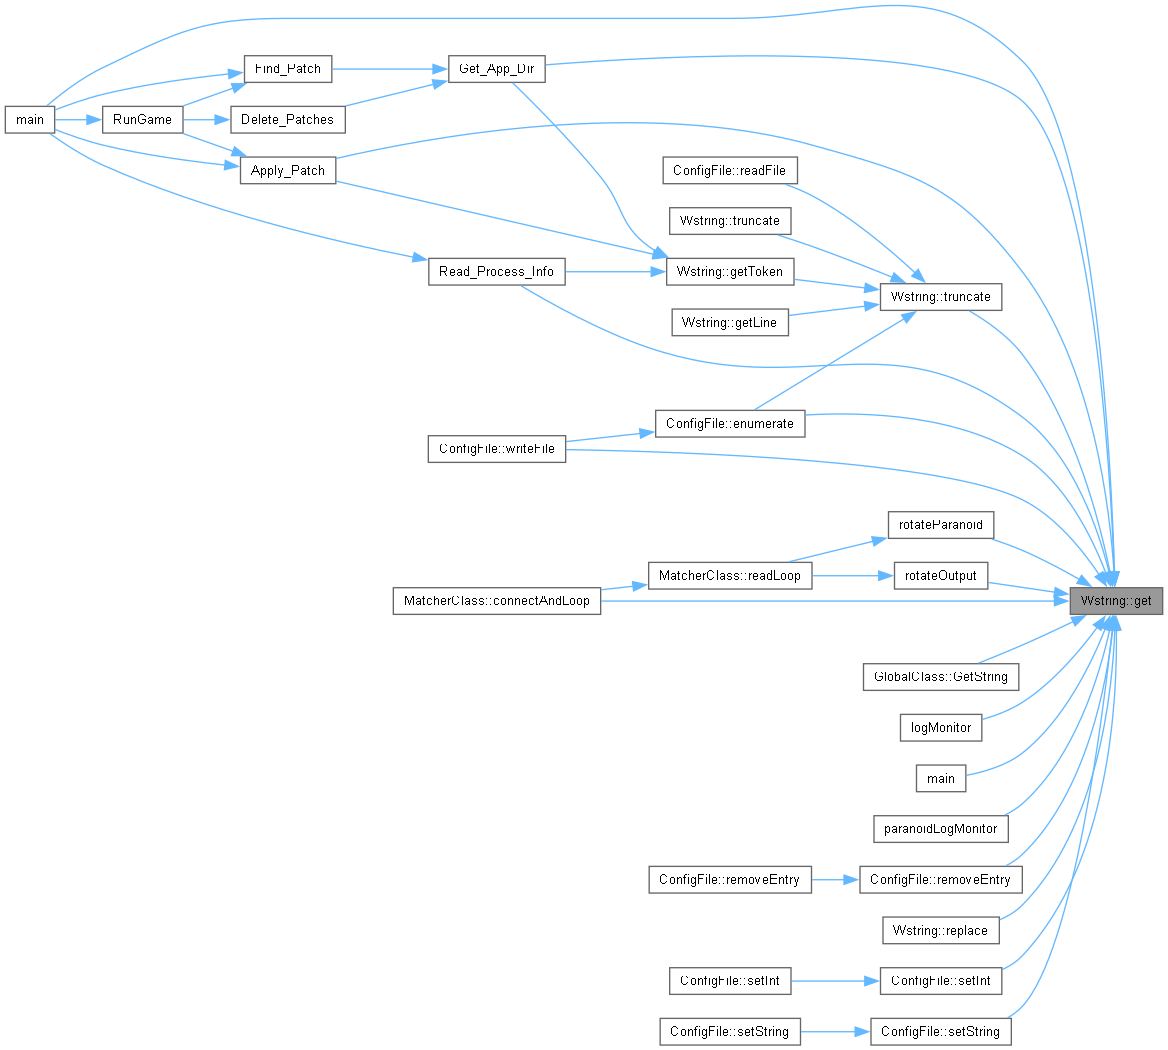 Find_Patch
Get_App_Dir
main
RunGame
Delete_Patches
Apply_Patch
ConfigFile::readFile
Wstring::truncate
Read_Process_Info
Wstring::getToken
Wstring::truncate
Wstring::getLine
ConfigFile::enumerate
ConfigFile::writeFile
rotateParanoid
MatcherClass::readLoop
rotateOutput
MatcherClass::connectAndLoop
Wstring::get
GlobalClass::GetString
logMonitor
main
paranoidLogMonitor
ConfigFile::removeEntry
ConfigFile::removeEntry
Wstring::replace
ConfigFile::setInt
ConfigFile::setInt
ConfigFile::setString
ConfigFile::setString